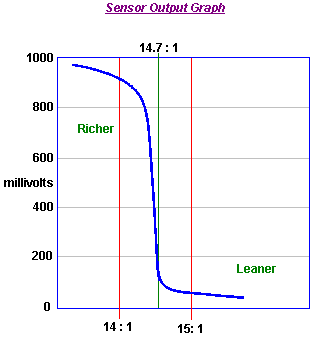 Sensor Output Graph
14.7 : 1
1000
800
Richer
600
millivolts
400
200
Leaner
0
14 : 1
15: 1